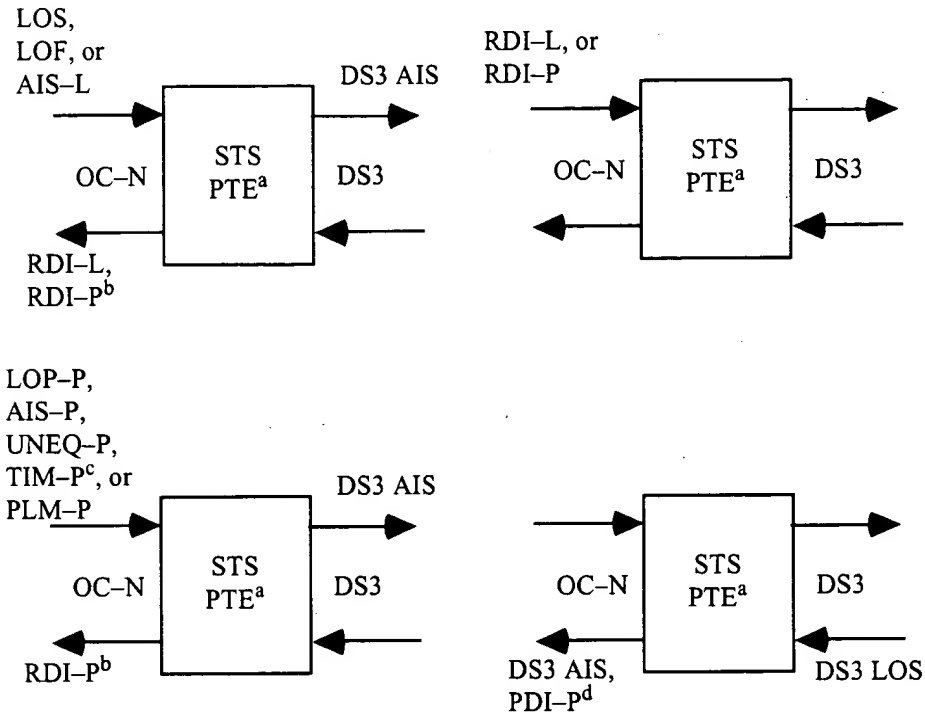 LOS,
LOF, or
AIS–L
DS3 AIS
OC–N
STS
PTEᵃ
DS3
RDI–L,
RDI–Pᵇ
RDI–L, or
RDI–P
OC–N
STS
PTEᵃ
DS3
LOP–P,
AIS–P,
UNEQ–P,
TIM–Pᶜ, or
PLM–P
DS3 AIS
OC–N
STS
PTEᵃ
DS3
RDI–Pᵇ
OC–N
STS
PTEᵃ
DS3
DS3 AIS,
PDI–Pᵈ
DS3 LOS